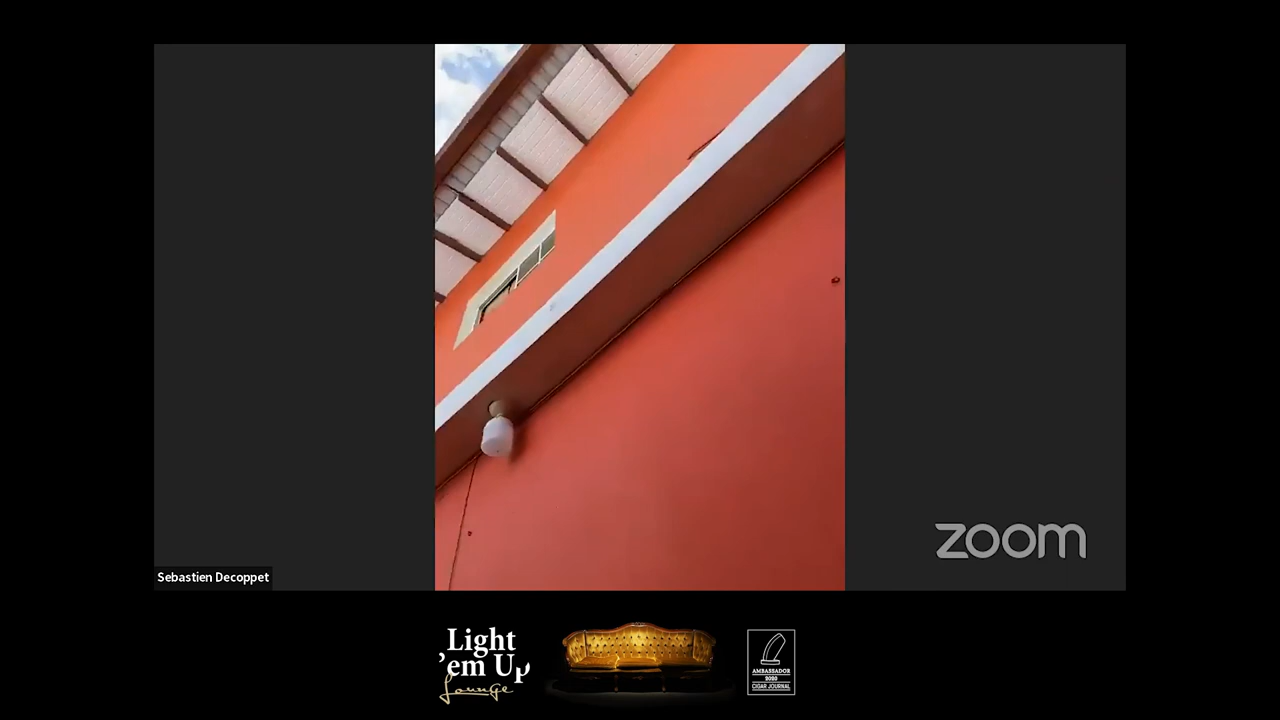 zoom
Sebastien Decoppet
Light
'em Up
Lounge
AMBASSADOR
2020
CIGAR JOURNAL